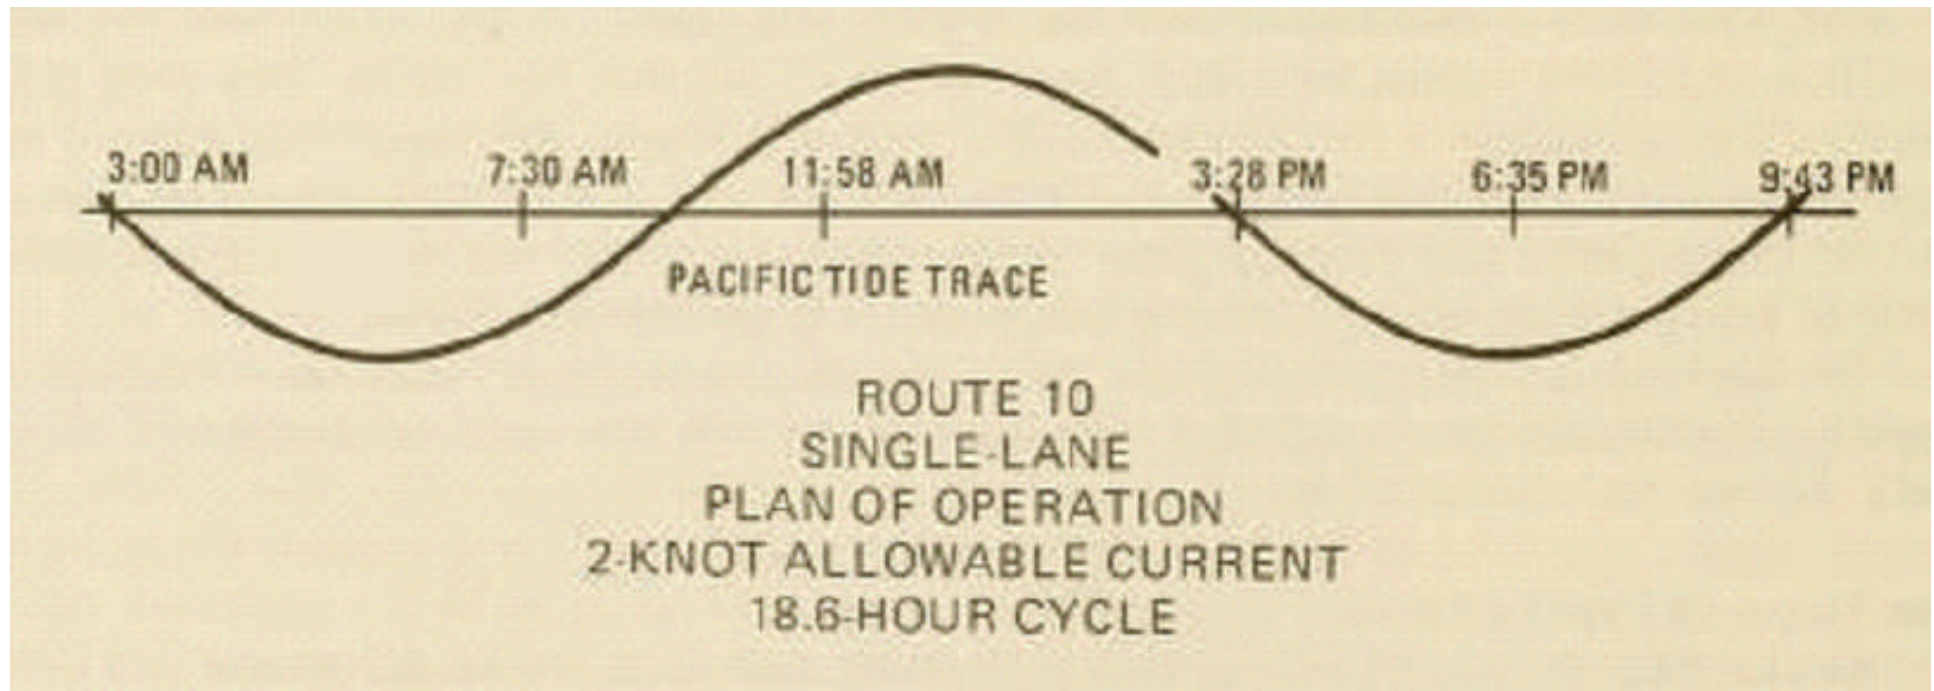 3:00 AM 7:30 AM 11:58 AM 3:28 PM 6:35 PM 9:43 PM
PACIFIC TIDE TRACE
ROUTE 10
SINGLE-LANE
PLAN OF OPERATION
2-KNOT ALLOWABLE CURRENT
18.6-HOUR CYCLE